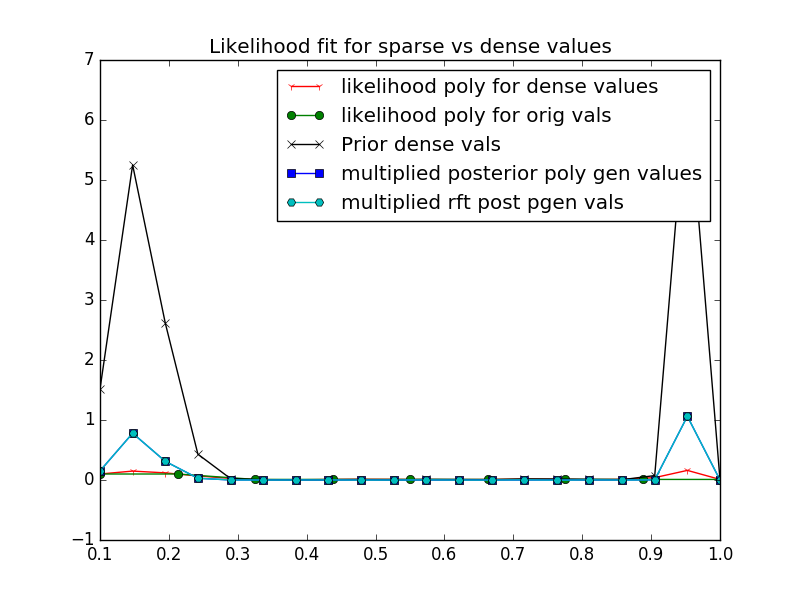 Likelihood fit for sparse vs dense values
7
6
5
4
3
2
1
0
−1
likelihood poly for dense values
likelihood poly for orig vals
Prior dense vals
multiplied posterior poly gen values
multiplied rft post pgen vals
0.1 0.2 0.3 0.4 0.5 0.6 0.7 0.8 0.9 1.0